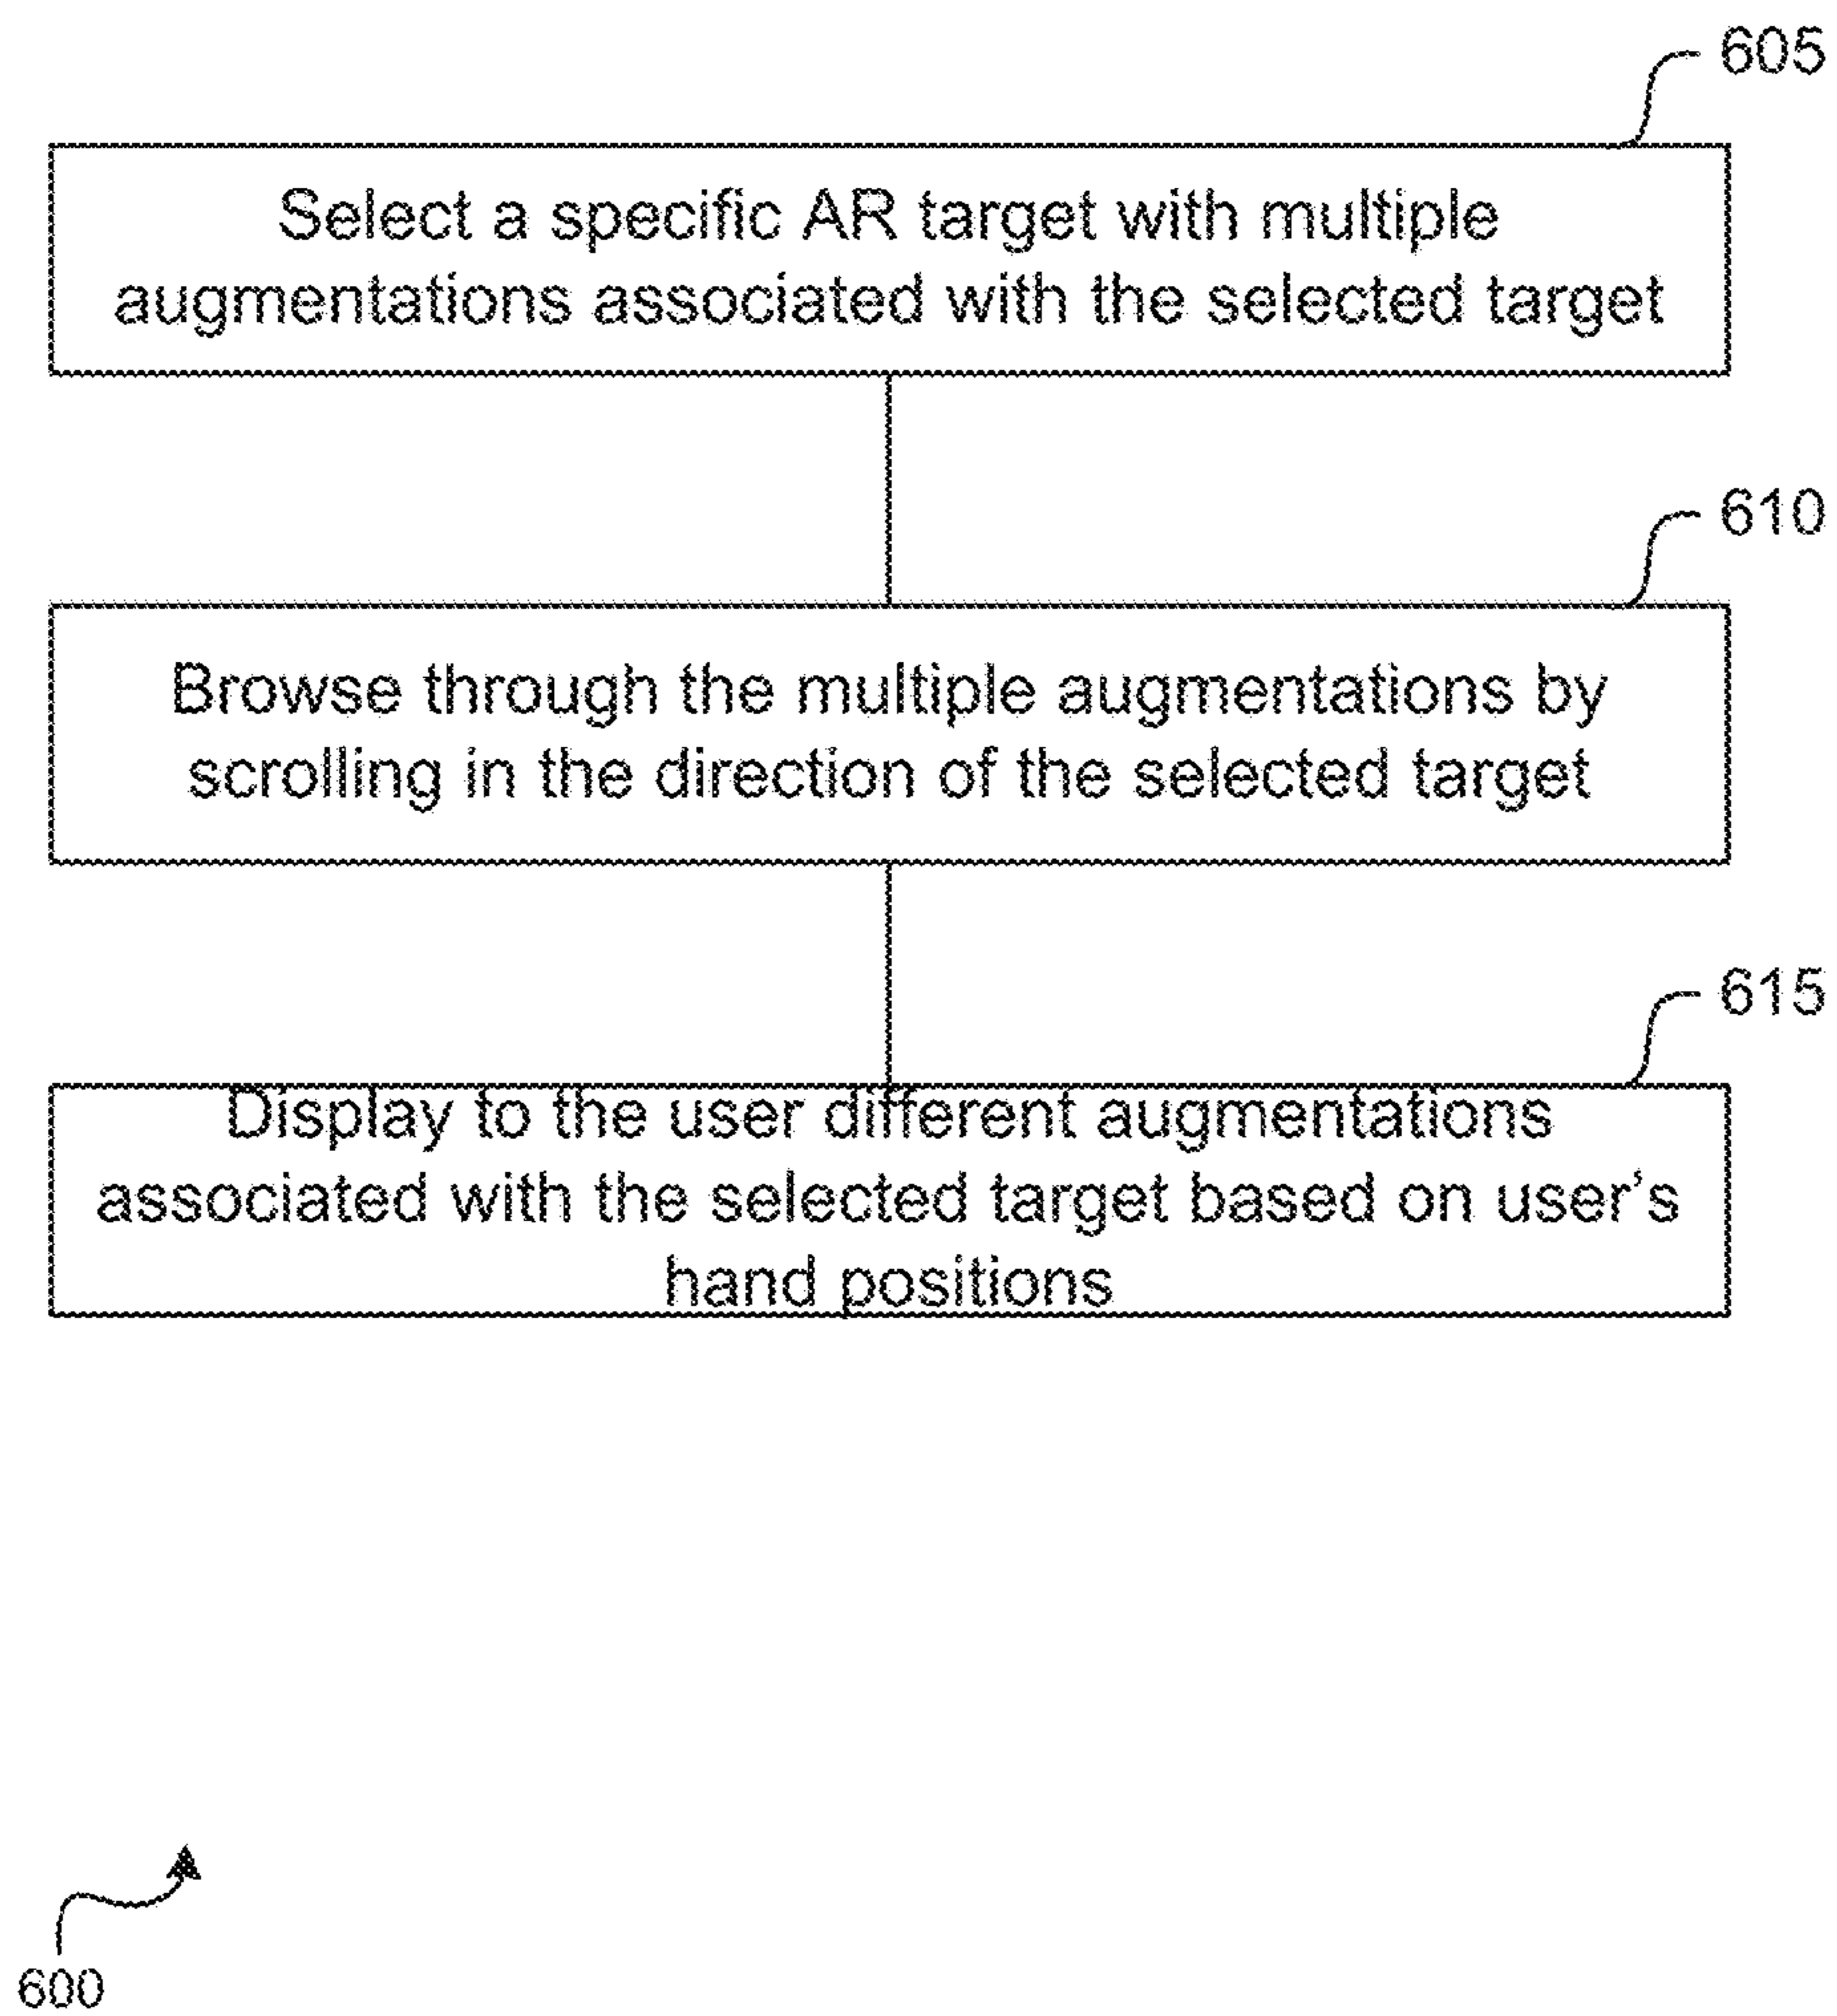 605
Select a specific AR target with multiple
augmentations associated with the selected target
610
Browse through the multiple augmentations by
scrolling in the direction of the selected target
615
Display to the user different augmentations
associated with the selected target based on user's
hand positions
600